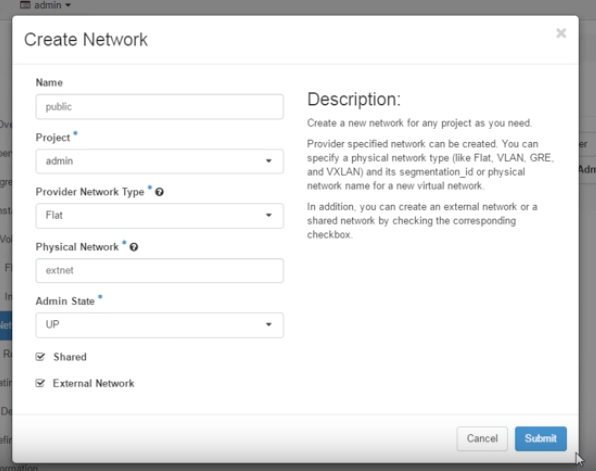 admin
Create Network
×
Name
public
Project *
admin
Provider Network Type *
Flat
Physical Network *
extnet
Admin State *
UP
Shared
External Network
Description:
Create a new network for any project as you need.
Provider specified network can be created. You can
specify a physical network type (like Flat, VLAN, GRE,
and VXLAN) and its segmentation_id or physical
network name for a new virtual network.
In addition, you can create an external network or a
shared network by checking the corresponding
checkbox.
Cancel
Submit